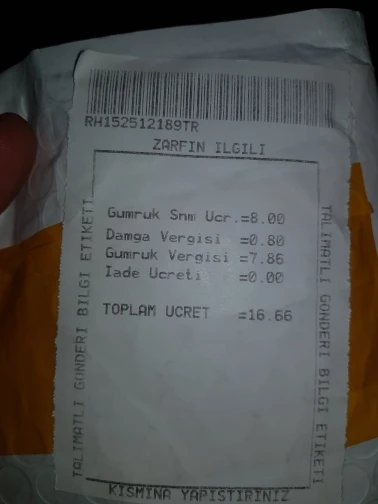 RH152512189TR
ZARFIN ILGILI
TALIMATLI GONDERI BILGI ETIKETI
Gumruk Snm Ucr.=8.00
Damga Vergisi =0.80
Gumruk Vergisi =7.86
Iade Ucreti =0.00
TOPLAM UCRET =16.66
TALIMATLI GONDERI BILGI ETIKETI
KISMINA YAPISTIRINIZ